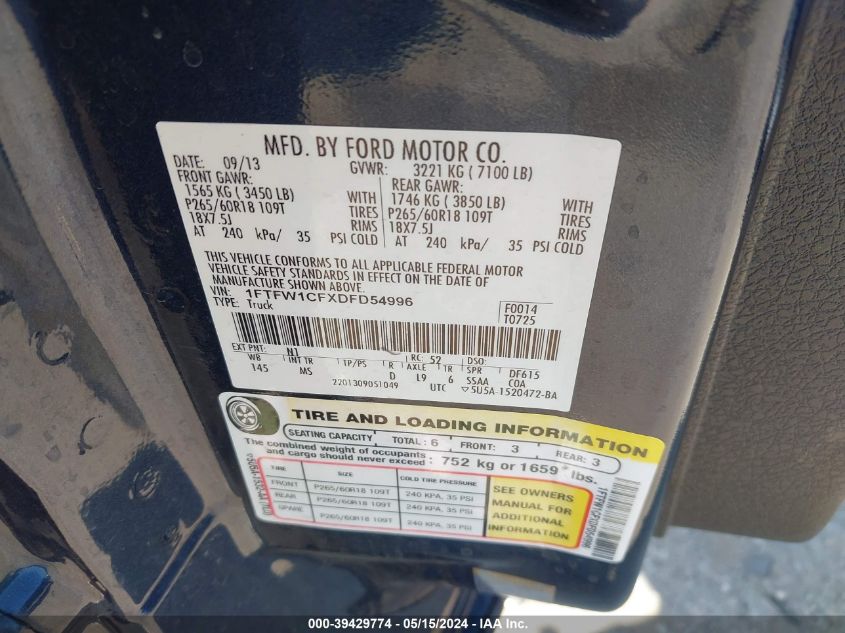 MFD. BY FORD MOTOR CO.
DATE: 09/13 GVWR: 3221 KG ( 7100 LB)
FRONT GAWR: REAR GAWR:
1565 KG ( 3450 LB) WITH 1746 KG ( 3850 LB) WITH
P265/60R18 109T TIRES P265/60R18 109T TIRES
18X7.5J RIMS 18X7.5J RIMS
AT 240 kPa/ 35 PSI COLD AT 240 kPa/ 35 PSI COLD
THIS VEHICLE CONFORMS TO ALL APPLICABLE FEDERAL MOTOR
VEHICLE SAFETY STANDARDS IN EFFECT ON THE DATE OF
MANUFACTURE SHOWN ABOVE.
VIN: 1FTFW1CFXDFD54996 F0014
TYPE: Truck T0725
EXT PNT: N1 RC: 52 DSO:
WB INT TR TP/PS R AXLE TR SPR DF615
145 MS D L9 6 SSAA COA
2201309051049 UTC ▽5U5A-1520472-BA
TIRE AND LOADING INFORMATION
SEATING CAPACITY TOTAL: 6 FRONT: 3 REAR: 3
The combined weight of occupants
and cargo should never exceed: 752 kg or 1659 * lbs.
TIRE SIZE COLD TIRE PRESSURE
FRONT P265/60R18 109T 240 KPA, 35 PSI
REAR P265/60R18 109T 240 KPA, 35 PSI
SPARE P265/60R18 109T 240 KPA, 35 PSI
SEE OWNERS
MANUAL FOR
ADDITIONAL
INFORMATION
1FTFW1CFXDFD54996
000-39429774 - 05/15/2024 - IAA Inc.